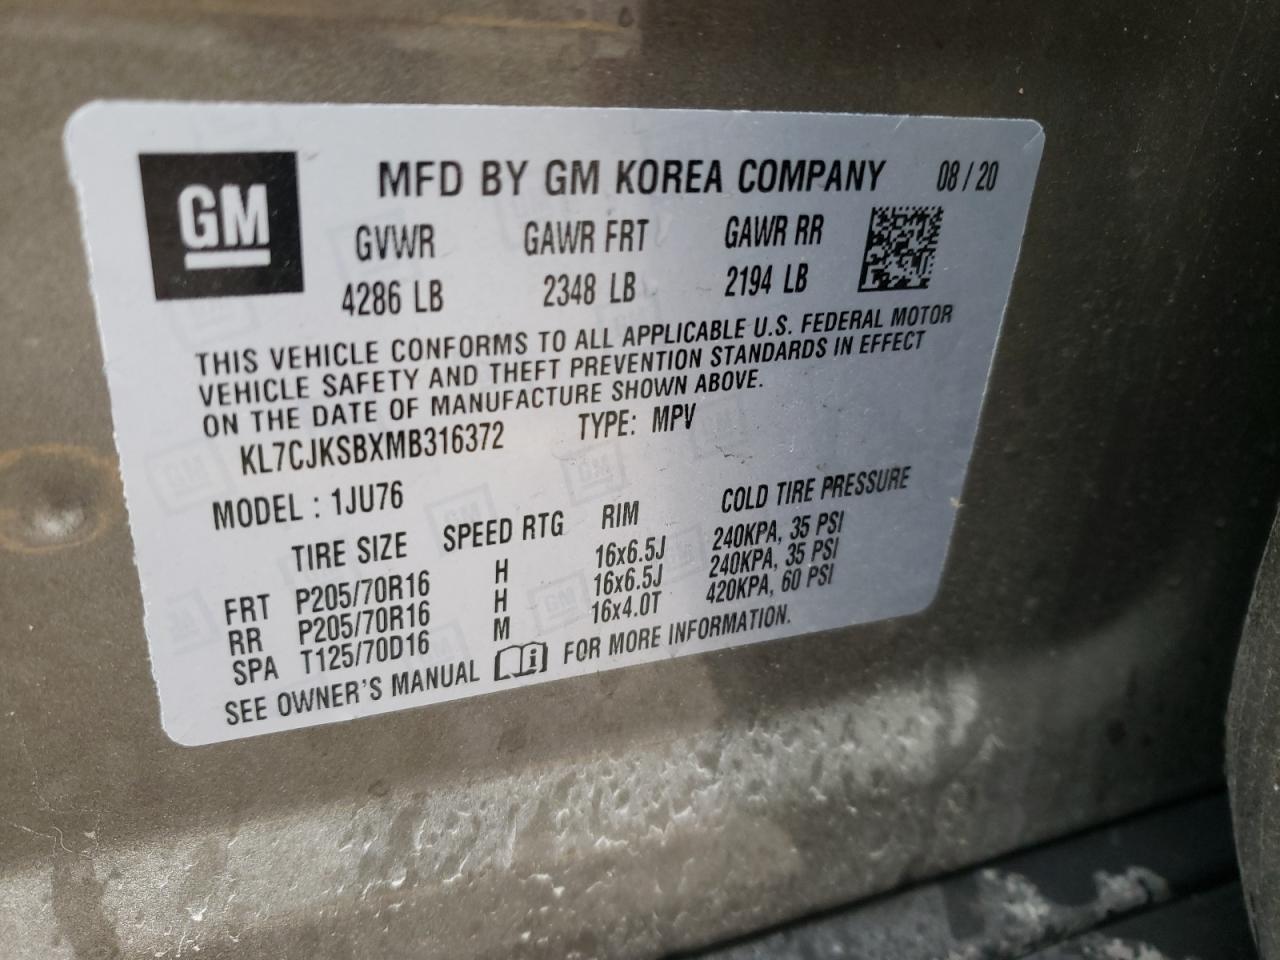 GM
MFD BY GM KOREA COMPANY 08/20
GVWR GAWR FRT GAWR RR
4286 LB 2348 LB 2194 LB
THIS VEHICLE CONFORMS TO ALL APPLICABLE U.S. FEDERAL MOTOR
VEHICLE SAFETY AND THEFT PREVENTION STANDARDS IN EFFECT
ON THE DATE OF MANUFACTURE SHOWN ABOVE.
KL7CJKSBXMB316372 TYPE: MPV
MODEL : 1JU76
TIRE SIZE SPEED RTG RIM COLD TIRE PRESSURE
FRT P205/70R16 H 16x6.5J 240KPA, 35 PSI
RR P205/70R16 H 16x6.5J 240KPA, 35 PSI
SPA T125/70D16 M 16x4.0T 420KPA, 60 PSI
SEE OWNER'S MANUAL FOR MORE INFORMATION.